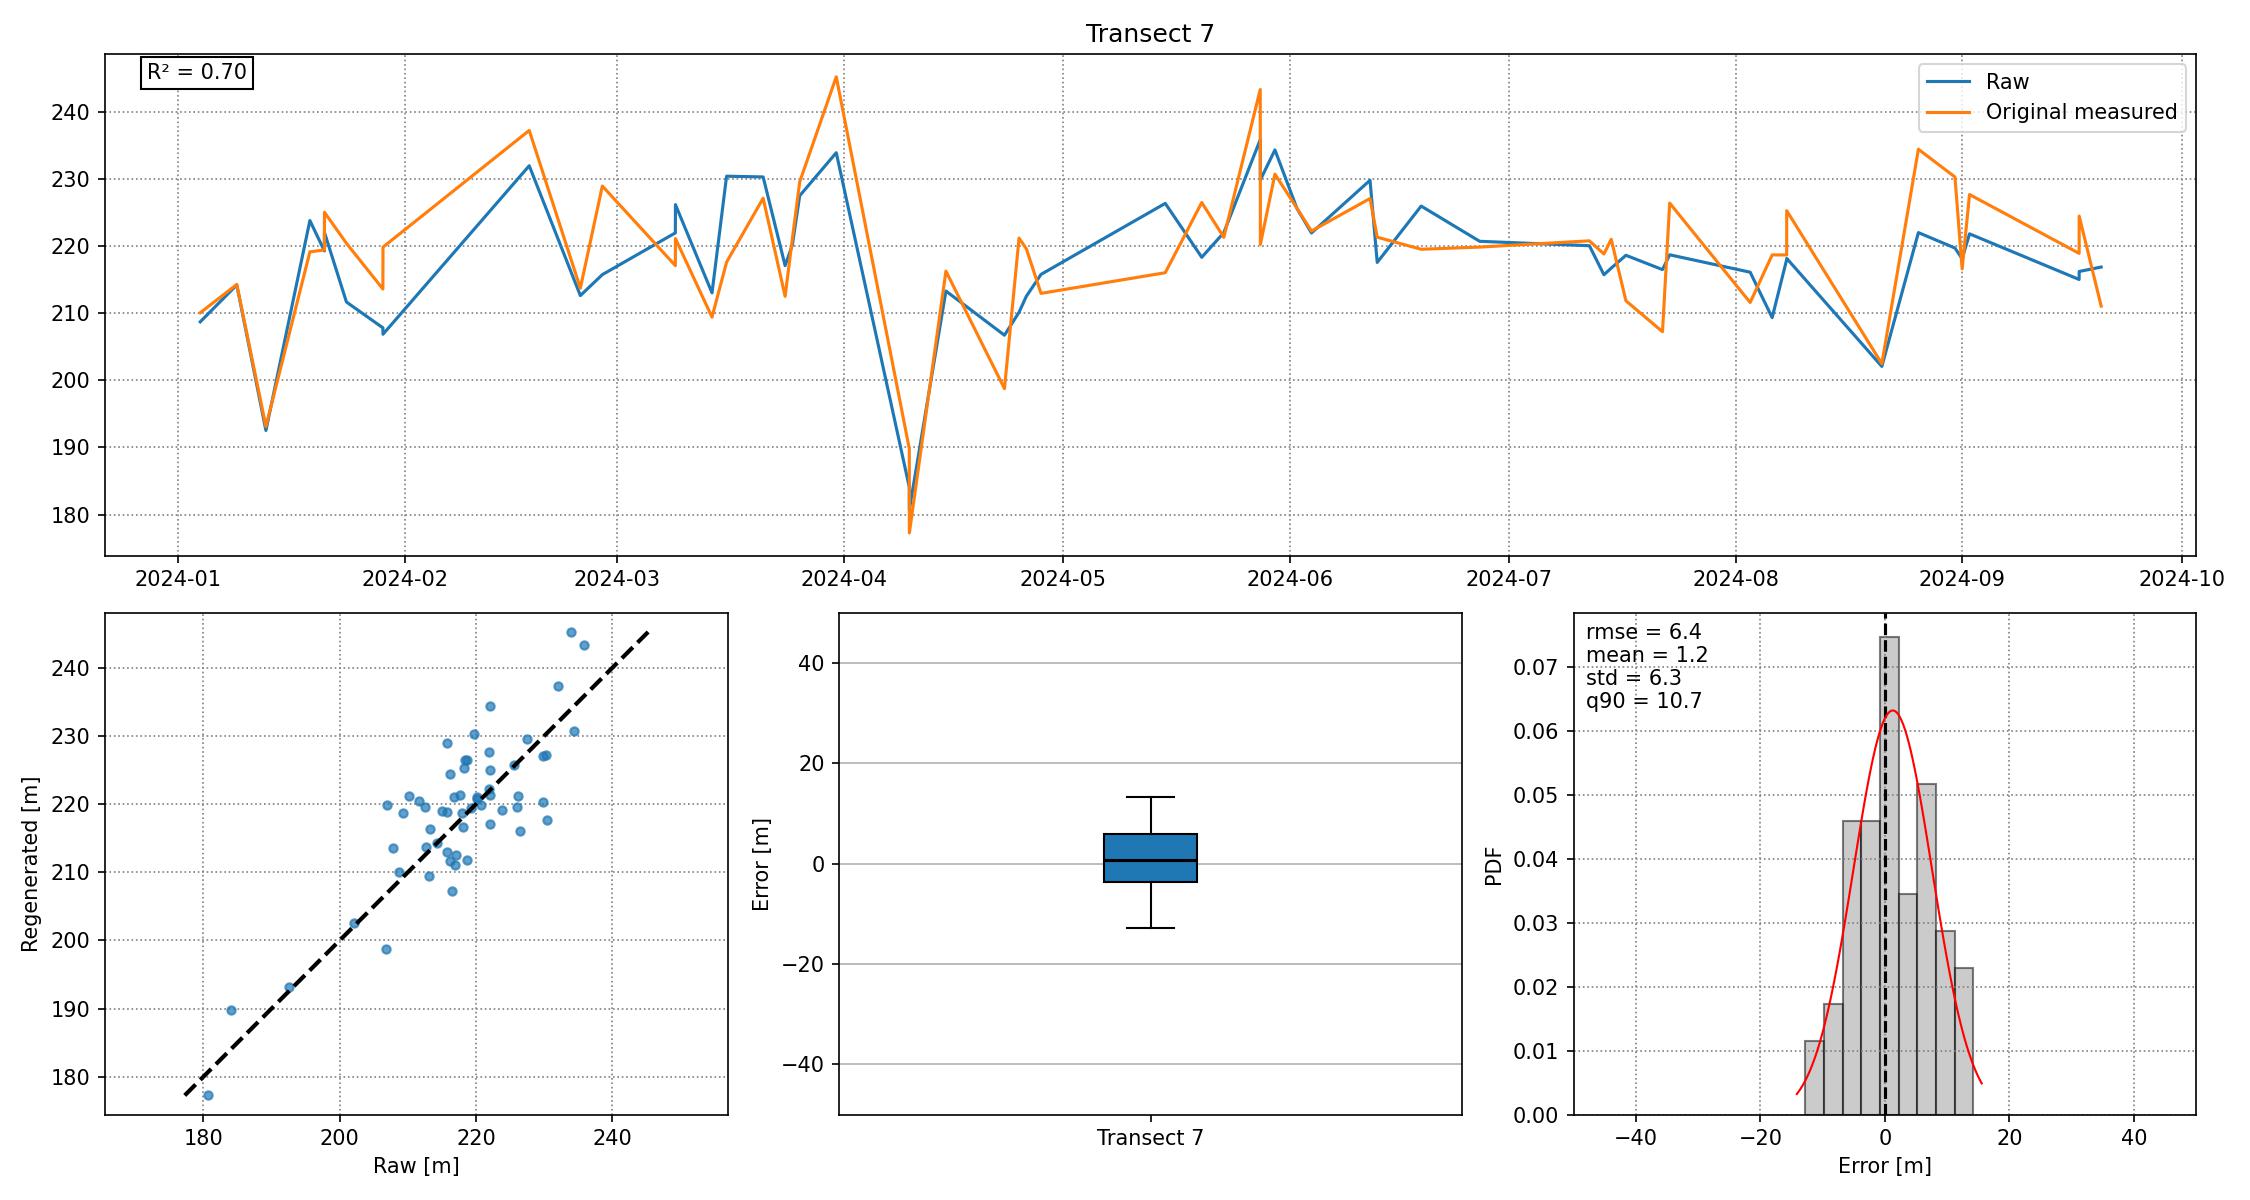 Transect 7
R² = 0.70
Raw
Original measured
240
230
220
210
200
190
180
2024-01 2024-02 2024-03 2024-04 2024-05 2024-06 2024-07 2024-08 2024-09 2024-10
Regenerated [m]
240
230
220
210
200
190
180
180 200 220 240
Raw [m]
Error [m]
40
20
0
−20
−40
Transect 7
rmse = 6.4
mean = 1.2
std = 6.3
q90 = 10.7
PDF
0.07
0.06
0.05
0.04
0.03
0.02
0.01
0.00
−40 −20 0 20 40
Error [m]